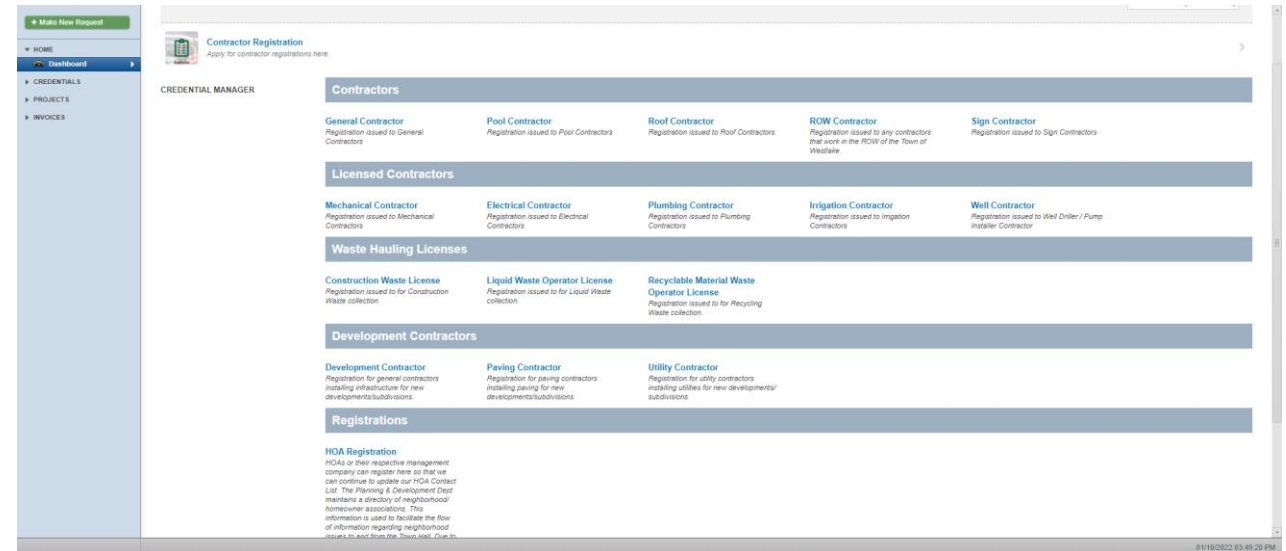 + Make New Request
HOME
Dashboard
CREDENTIALS
PROJECTS
INVOICES
Contractor Registration
Apply for contractor registrations here.
CREDENTIAL MANAGER
Contractors
General Contractor
Registration issued to General
Contractors
Pool Contractor
Registration issued to Pool Contractors
Roof Contractor
Registration issued to Roof Contractors
ROW Contractor
Registration issued to any contractors
that work in the ROW of the Town of
Westlake.
Sign Contractor
Registration issued to Sign Contractors
Licensed Contractors
Mechanical Contractor
Registration issued to Mechanical
Contractors
Electrical Contractor
Registration issued to Electrical
Contractors
Plumbing Contractor
Registration issued to Plumbing
Contractors
Irrigation Contractor
Registration issued to Irrigation
Contractors
Well Contractor
Registration issued to Well Driller / Pump
Installer Contractor
Waste Hauling Licenses
Construction Waste License
Registration issued to for Construction
Waste collection.
Liquid Waste Operator License
Registration issued to for Liquid Waste
collection.
Recyclable Material Waste
Operator License
Registration issued to for Recycling
Waste collection.
Development Contractors
Development Contractor
Registration for general contractors
installing infrastructure for new
developments/subdivisions.
Paving Contractor
Registration for paving contractors
installing paving for new
developments/subdivisions.
Utility Contractor
Registration for utility contractors
installing utilities for new developments/
subdivisions
Registrations
HOA Registration
HOAs or their respective management
company can register here so that we
can continue to update our HOA Contact
List. The Planning & Development Dept
maintains a directory of neighborhood/
homeowner associations. This
information is used to facilitate the flow
of information regarding neighborhood
issues to and from the Town Hall. Due to
01/19/2022 03:49:20 PM